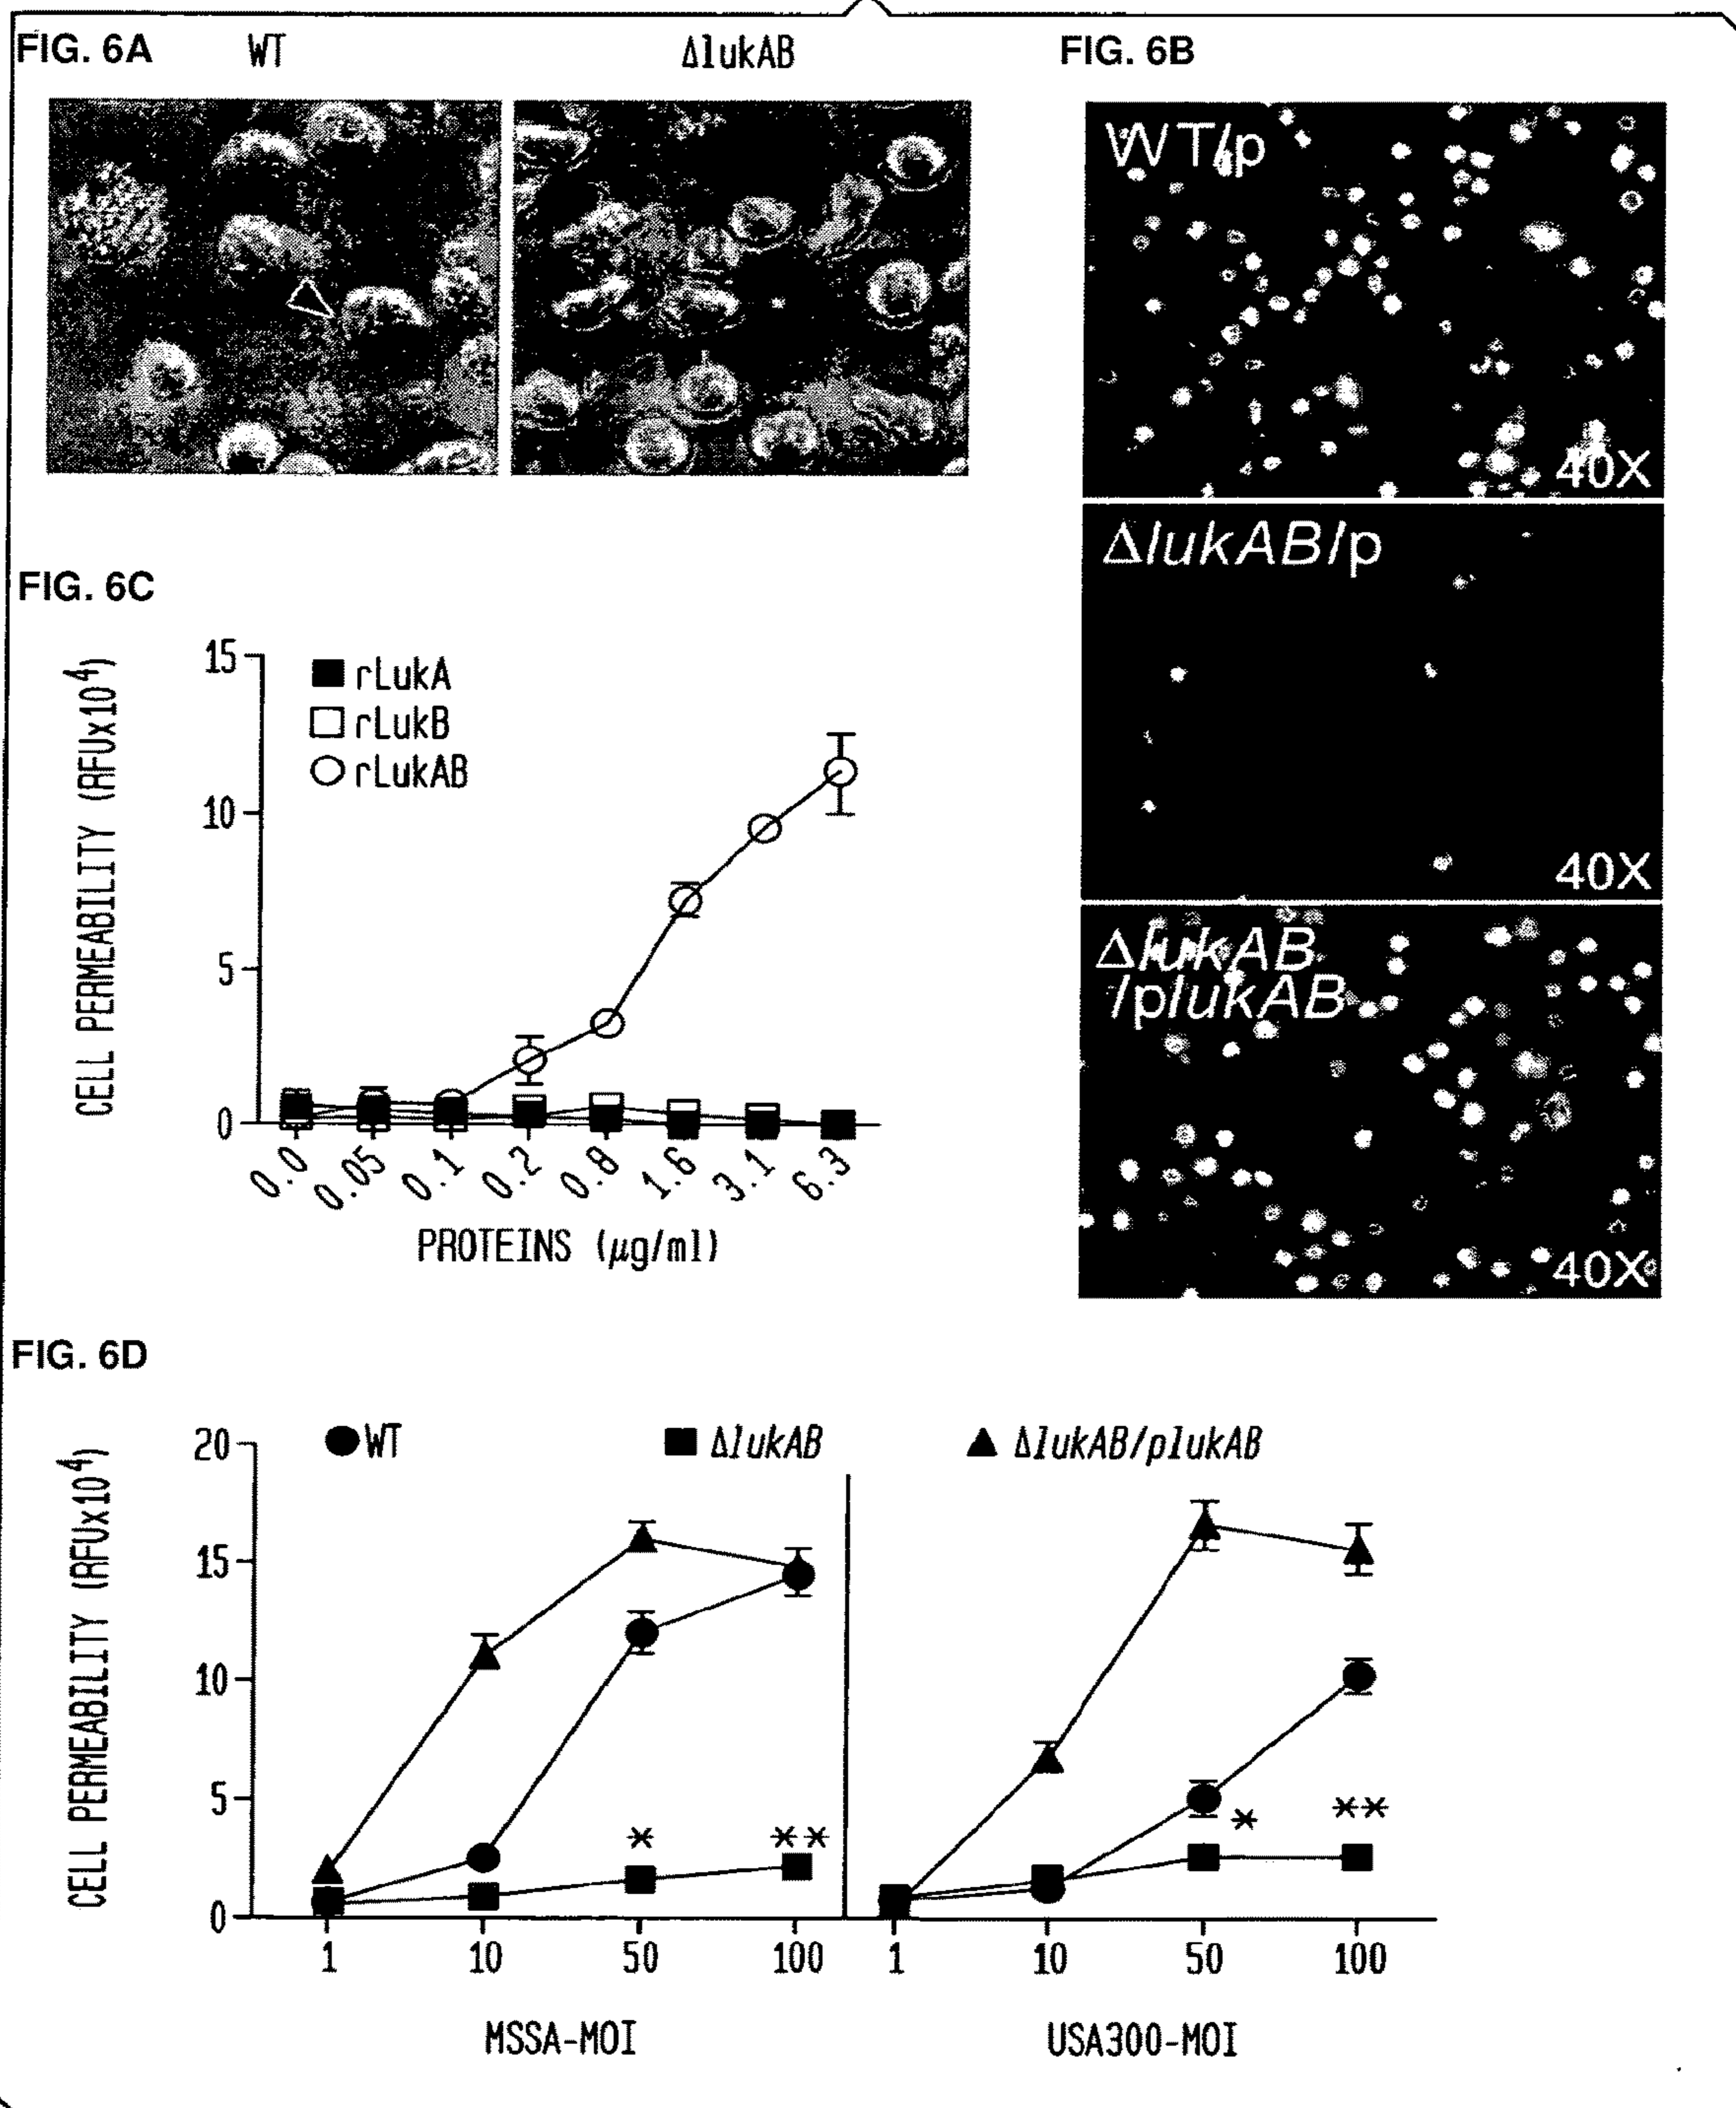 FIG. 6A
WT
ΔlukAB
FIG. 6B
WT/p
40X
ΔlukAB/p
40X
ΔlukAB
/plukAB
40X
FIG. 6C
CELL PERMEABILITY (RFUx10⁴)
15
10
5
0
rLukA
rLukB
rLukAB
0.0
0.05
0.1
0.2
0.8
1.6
3.1
6.3
PROTEINS (μg/ml)
FIG. 6D
CELL PERMEABILITY (RFUx10⁴)
20
15
10
5
0
WT
ΔlukAB
ΔlukAB/plukAB
*
**
*
**
1
10
50
100
1
10
50
100
MSSA-MOI
USA300-MOI